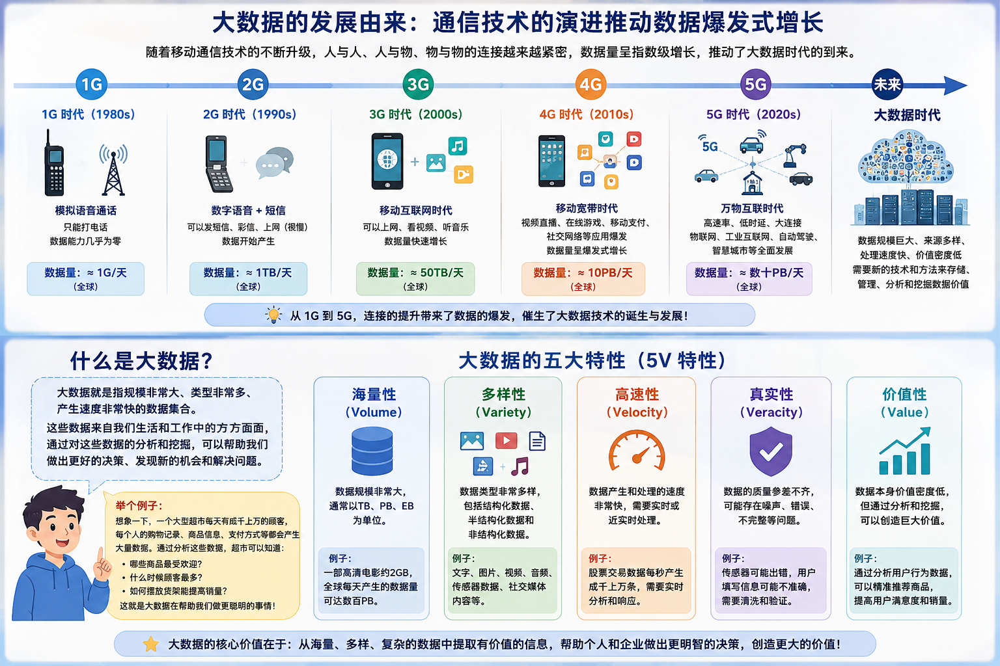 大数据的发展由来：通信技术的演进推动数据爆发式增长
随着移动通信技术的不断升级，人与人、人与物、物与物的连接越来越紧密，数据量呈指数级增长，推动了大数据时代的到来。
1G
2G
3G
4G
5G
未来
1G 时代（1980s）
模拟语音通话
只能打电话
数据能力几乎为零
数据量：≈ 1G/天
（全球）
2G 时代（1990s）
数字语音 + 短信
可以发短信、彩信、上网（很慢）
数据开始产生
数据量：≈ 1TB/天
（全球）
3G 时代（2000s）
移动互联网时代
可以上网、看视频、听音乐
数据量快速增长
数据量：≈ 50TB/天
（全球）
4G 时代（2010s）
移动宽带时代
视频直播、在线游戏、移动支付、
社交网络等应用爆发
数据量呈爆发式增长
数据量：≈ 10PB/天
（全球）
5G 时代（2020s）
5G
万物互联时代
高速率、低时延、大连接
物联网、工业互联网、自动驾驶、
智慧城市等全面发展
数据量：≈ 数十PB/天
（全球）
大数据时代
数据规模巨大、来源多样、
处理速度快、价值密度低
需要新的技术和方法来存储、
管理、分析和挖掘数据价值
从 1G 到 5G，连接的提升带来了数据的爆发，催生了大数据技术的诞生与发展！
什么是大数据？
大数据就是指规模非常大、类型非常多、
产生速度非常快的数据集合。
这些数据来自我们生活和工作中的方方面面，
通过对这些数据的分析和挖掘，可以帮助我们
做出更好的决策、发现新的机会和解决问题。
举个例子：
想象一下，一个大型超市每天有成千上万的顾客，
每个人的购物记录、商品信息、支付方式等都会产生
大量数据。通过分析这些数据，超市可以知道：
• 哪些商品最受欢迎？
• 什么时候顾客最多？
• 如何摆放货架能提高销量？
这就是大数据在帮助我们做更聪明的事情！
大数据的五大特性（5V 特性）
海量性
（Volume）
数据规模非常大，
通常以TB、PB、EB
为单位。
例子：
一部高清电影约2GB，
全球每天产生的数据量
可达数百PB。
多样性
（Variety）
数据类型非常多样，
包括结构化数据、
半结构化数据和
非结构化数据。
例子：
文字、图片、视频、音频、
传感器数据、社交媒体
内容等。
高速性
（Velocity）
数据产生和处理的速度
非常快，需要实时或
近实时处理。
例子：
股票交易数据每秒产生
成千上万条，需要实时
分析和响应。
真实性
（Veracity）
数据的质量参差不齐，
可能存在噪声、错误、
不完整等问题。
例子：
传感器可能出错，用户
填写信息可能不准确，
需要清洗和验证。
价值性
（Value）
数据本身价值密度低，
但通过分析和挖掘，
可以创造巨大价值。
例子：
通过分析用户行为数据，
可以精准推荐商品，
提高用户满意度和销量。
大数据的核心价值在于：从海量、多样、复杂的数据中提取有价值的信息，帮助个人和企业做出更明智的决策，创造更大的价值！